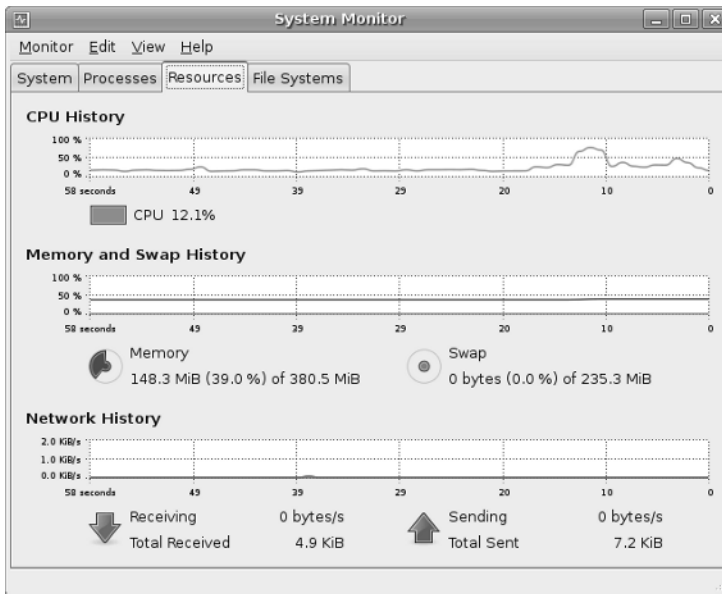 System Monitor
Monitor Edit View Help
System Processes Resources File Systems
CPU History
100 %
50 %
0 %
58 seconds 49 39 29 20 10 0
CPU 12.1%
Memory and Swap History
100 %
50 %
0 %
58 seconds 49 39 29 20 10 0
Memory Swap
148.3 MiB (39.0 %) of 380.5 MiB 0 bytes (0.0 %) of 235.3 MiB
Network History
2.0 KiB/s
1.0 KiB/s
0.0 KiB/s
58 seconds 49 39 29 20 10 0
Receiving 0 bytes/s Sending 0 bytes/s
Total Received 4.9 KiB Total Sent 7.2 KiB